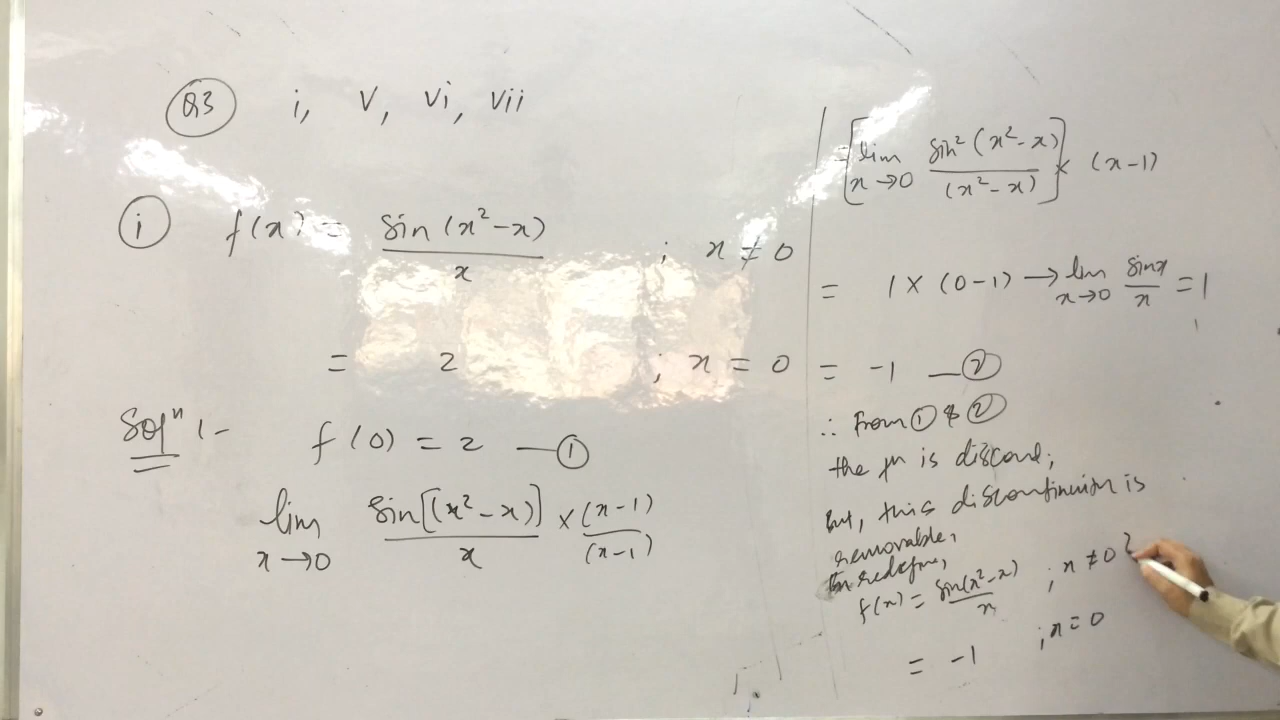 Q3 i, v, vi, vii
i f(x) = sin (x² - x) / x ; x ≠ 0
= 2 ; x = 0
Solⁿ :- f(0) = 2 — ①
lim x→0 sin[(x² - x)] / x × (x-1) / (x-1)
= [lim x→0 sin² (x² - x) / (x² - x)] × (x-1)
= 1 × (0-1) → lim x→0 sinx / x = 1
= -1 — ②
∴ From ① & ②
the fn is discont;
But, this discontinuity is
removable,
redefine,
f(x) = sin(x² - x) / x ; x ≠ 0 }
= -1 ; x = 0